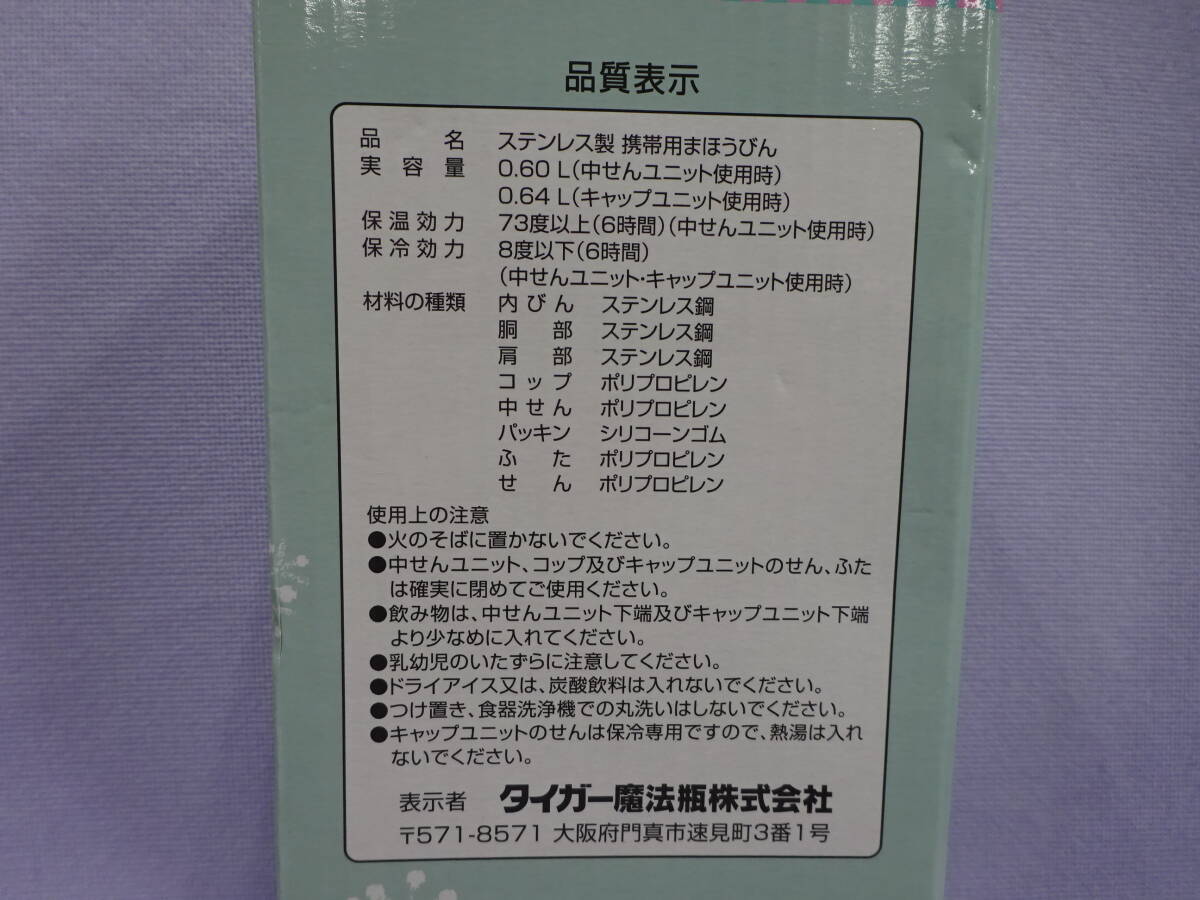 品質表示
品名 ステンレス製 携帯用まほうびん
実容量 0.60 L(中せんユニット使用時)
0.64 L(キャップユニット使用時)
保温効力 73度以上(6時間)(中せんユニット使用時)
保冷効力 8度以下(6時間)
(中せんユニット・キャップユニット使用時)
材料の種類 内びん ステンレス鋼
胴部 ステンレス鋼
肩部 ステンレス鋼
コップ ポリプロピレン
中せん ポリプロピレン
パッキン シリコーンゴム
ふた ポリプロピレン
せん ポリプロピレン
使用上の注意
●火のそばに置かないでください。
●中せんユニット、コップ及びキャップユニットのせん、ふた
は確実に閉めてご使用ください。
●飲み物は、中せんユニット下端及びキャップユニット下端
より少なめに入れてください。
●乳幼児のいたずらに注意してください。
●ドライアイス又は、炭酸飲料は入れないでください。
●つけ置き、食器洗浄機での丸洗いはしないでください。
●キャップユニットのせんは保冷専用ですので、熱湯は入れ
ないでください。
表示者 タイガー魔法瓶株式会社
〒571-8571 大阪府門真市速見町3番1号